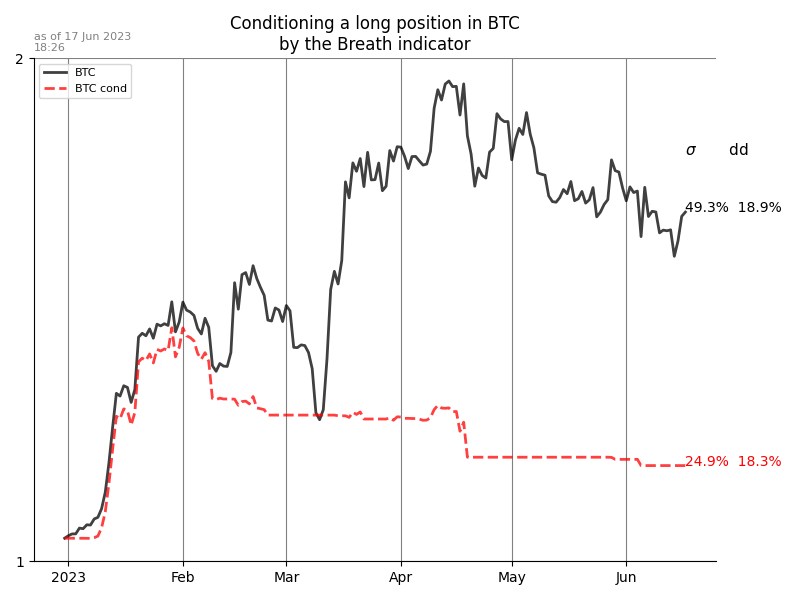 Conditioning a long position in BTC
by the Breath indicator
as of 17 Jun 2023
18:26
2
BTC
BTC cond
σ dd
49.3% 18.9%
24.9% 18.3%
1
2023 Feb Mar Apr May Jun